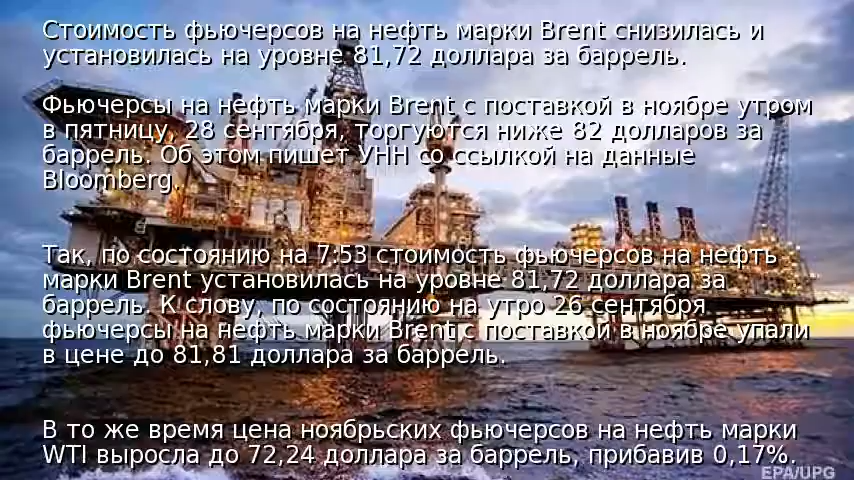 Стоимость фьючерсов на нефть марки Brent снизилась и
установилась на уровне 81,72 доллара за баррель.
Фьючерсы на нефть марки Brent с поставкой в ноябре утром
в пятницу, 28 сентября, торгуются ниже 82 долларов за
баррель. Об этом пишет УНН со ссылкой на данные
Bloomberg.
Так, по состоянию на 7:53 стоимость фьючерсов на нефть
марки Brent установилась на уровне 81,72 доллара за
баррель. К слову, по состоянию на утро 26 сентября
фьючерсы на нефть марки Brent с поставкой в ноябре упали
в цене до 81,81 доллара за баррель.
В то же время цена ноябрьских фьючерсов на нефть марки
WTI выросла до 72,24 доллара за баррель, прибавив 0,17%.
EPA/UPG